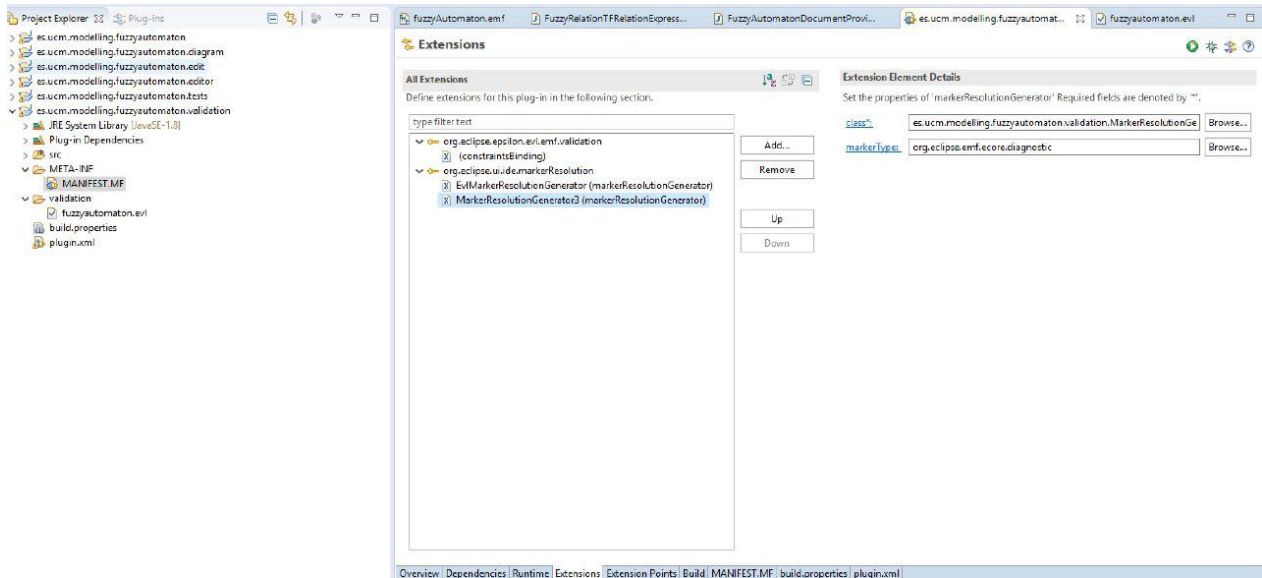 Project Explorer Plug-ins
es.ucm.modelling.fuzzyautomaton
es.ucm.modelling.fuzzyautomaton.diagram
es.ucm.modelling.fuzzyautomaton.edit
es.ucm.modelling.fuzzyautomaton.editor
es.ucm.modelling.fuzzyautomaton.tests
es.ucm.modelling.fuzzyautomaton.validation
JRE System Library [JavaSE-1.8]
Plug-in Dependencies
src
META-INF
MANIFEST.MF
validation
fuzzyautomaton.evl
build.properties
plugin.xml
fuzzyAutomaton.emf FuzzyRelationTFRelationExpress... FuzzyAutomatonDocumentProvi... es.ucm.modelling.fuzzyautomat... fuzzyautomaton.evl
Extensions
All Extensions
Define extensions for this plug-in in the following section.
type filter text
org.eclipse.epsilon.evl.emf.validation
(constraintsBinding)
org.eclipse.ui.ide.markerResolution
EvlMarkerResolutionGenerator (markerResolutionGenerator)
MarkerResolutionGenerator3 (markerResolutionGenerator)
Add...
Remove
Up
Down
Extension Element Details
Set the properties of 'markerResolutionGenerator' Required fields are denoted by '*'.
class*: es.ucm.modelling.fuzzyautomaton.validation.MarkerResolutionGe Browse...
markerType: org.eclipse.emf.ecore.diagnostic Browse...
Overview Dependencies Runtime Extensions Extension Points Build MANIFEST.MF build.properties plugin.xml